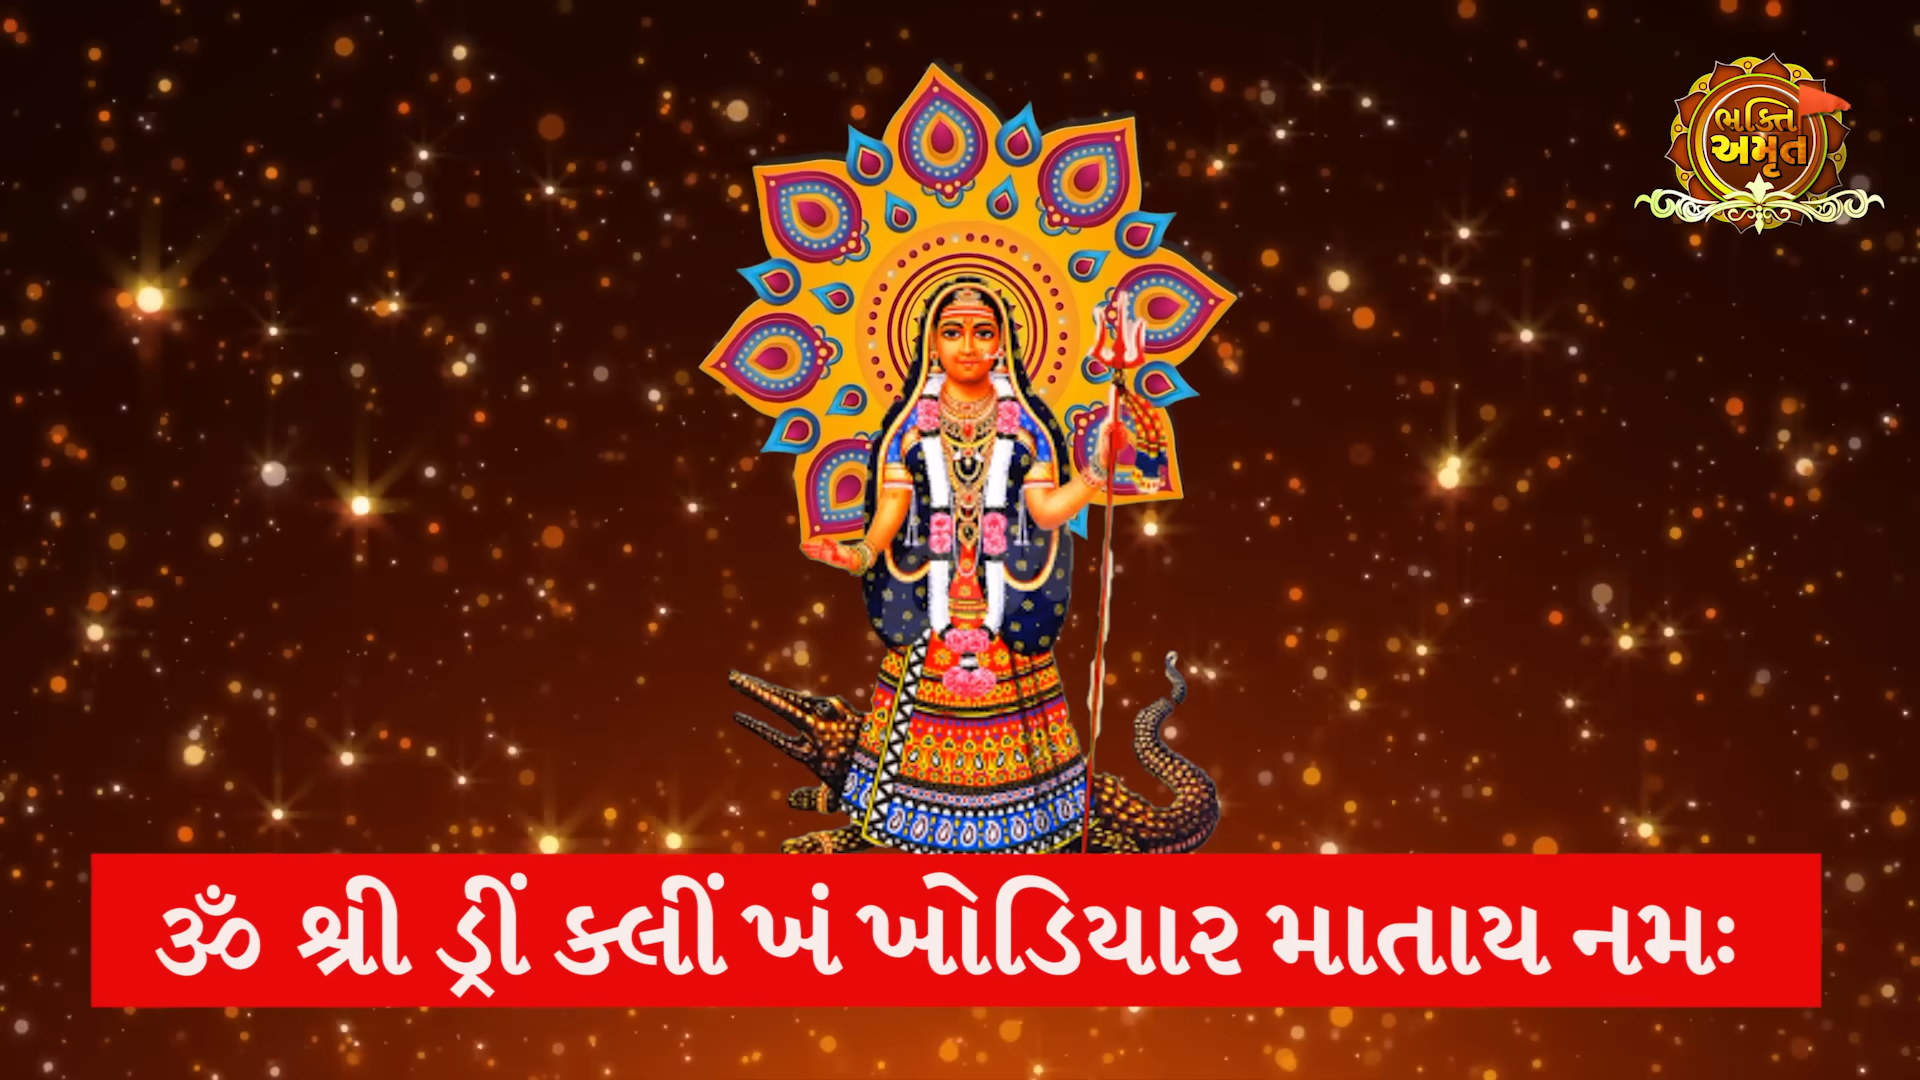 ભક્તિ
અમૃત
ૐ શ્રી ડ્રીં ક્લીં ખં ખોડિયાર માતાય નમઃ